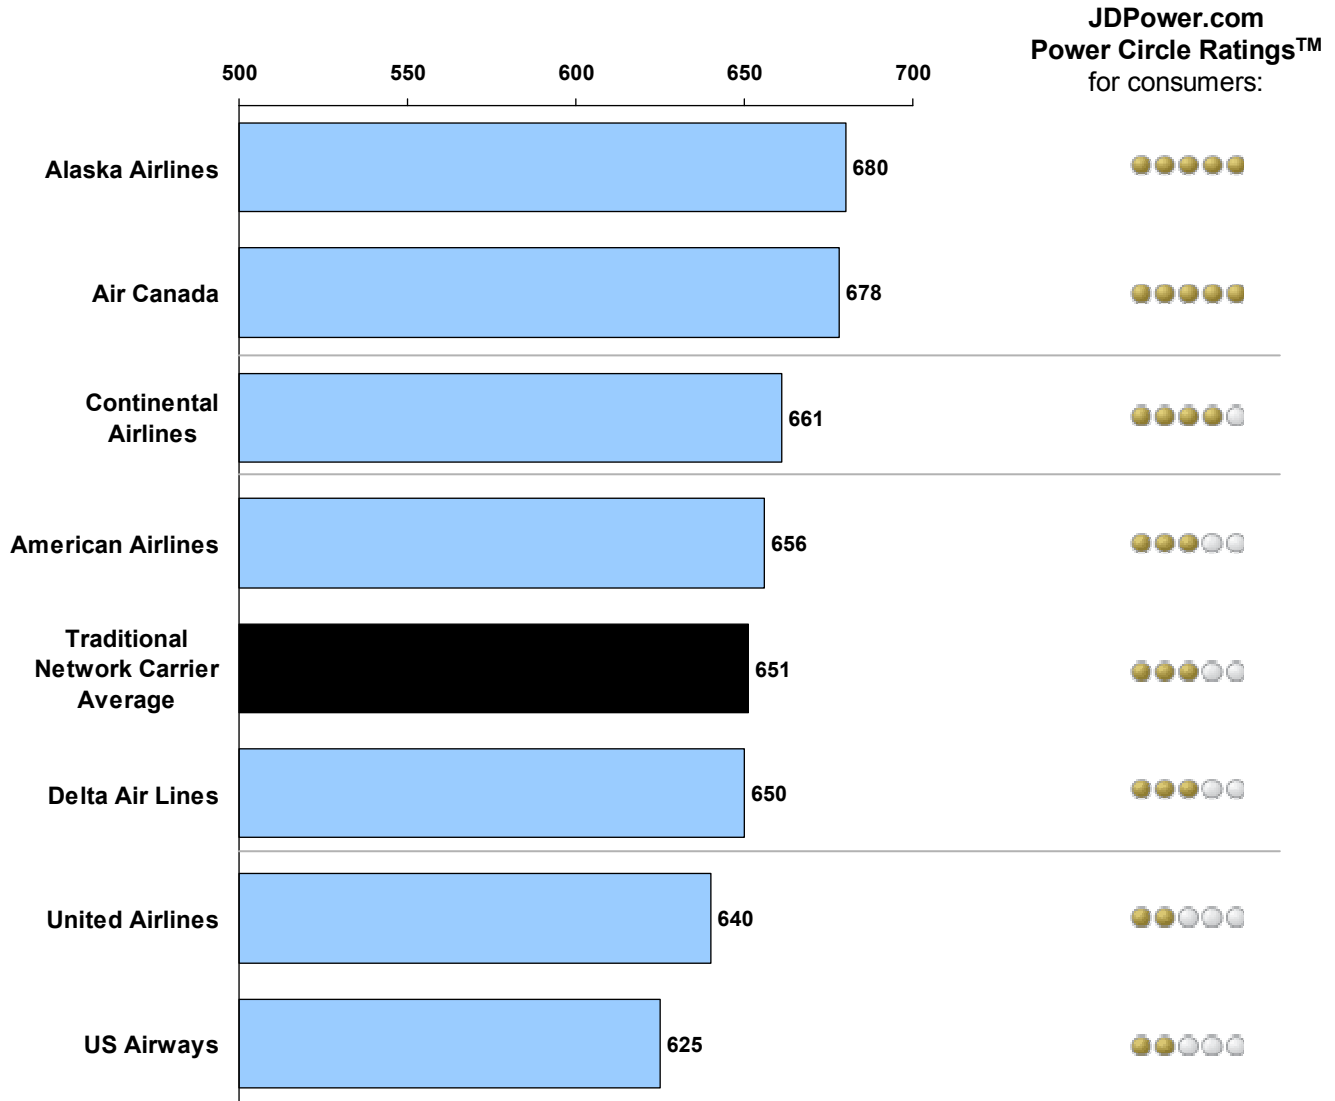 JDPower.com
Power Circle Ratings™
for consumers:
500 550 600 650 700
Alaska Airlines 680
Air Canada 678
Continental
Airlines 661
American Airlines 656
Traditional
Network Carrier 651
Average
Delta Air Lines 650
United Airlines 640
US Airways 625